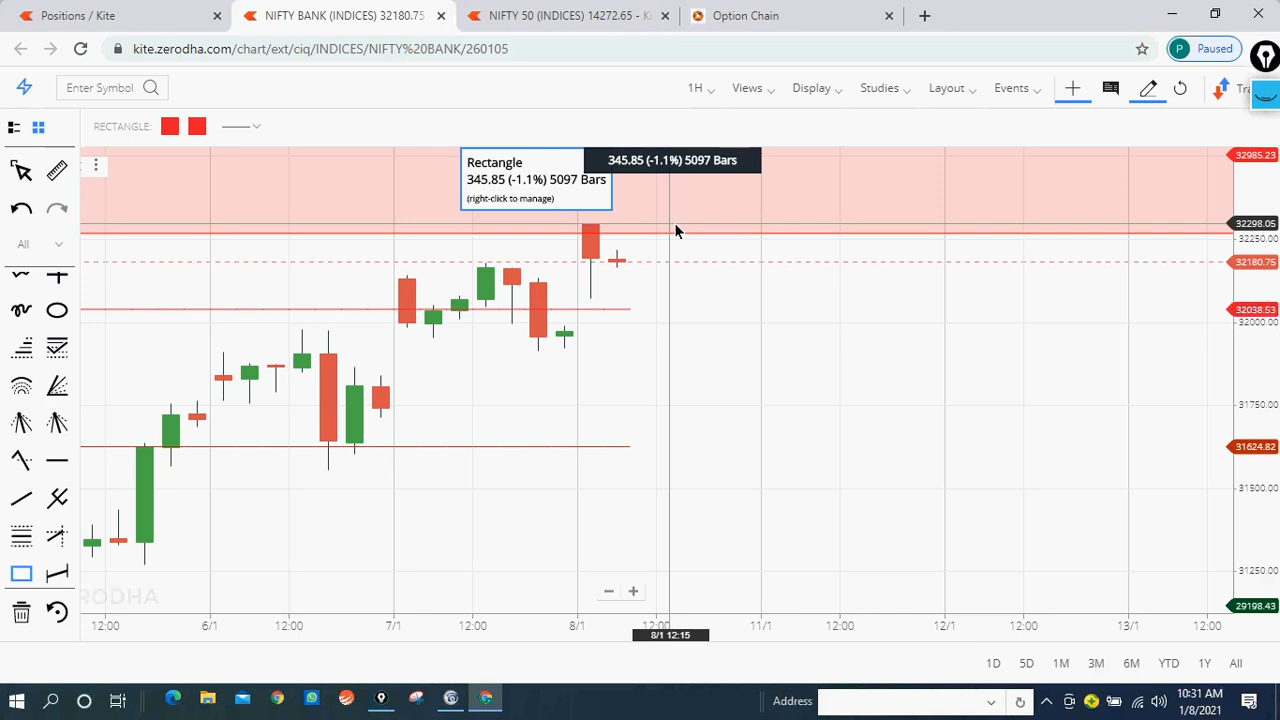 Positions / Kite
NIFTY BANK (INDICES) 32180.75
NIFTY 50 (INDICES) 14272.65 - K
Option Chain
kite.zerodha.com/chart/ext/ciq/INDICES/NIFTY%20BANK/260105
P Paused
Enter Symbol
1H
Views
Display
Studies
Layout
Events
RECTANGLE:
Rectangle
345.85 (-1.1%) 5097 Bars
(right-click to manage)
345.85 (-1.1%) 5097 Bars
32985.23
32298.05
32250.00
32180.75
32038.53
32000.00
31750.00
31624.82
31500.00
31250.00
29198.43
All
RODHA
12:00
6/1
12:00
7/1
12:00
8/1
12:00
11/1
12:00
12/1
12:00
13/1
12:00
8/1 12:15
1D
5D
1M
3M
6M
YTD
1Y
All
Address
10:31 AM
1/8/2021